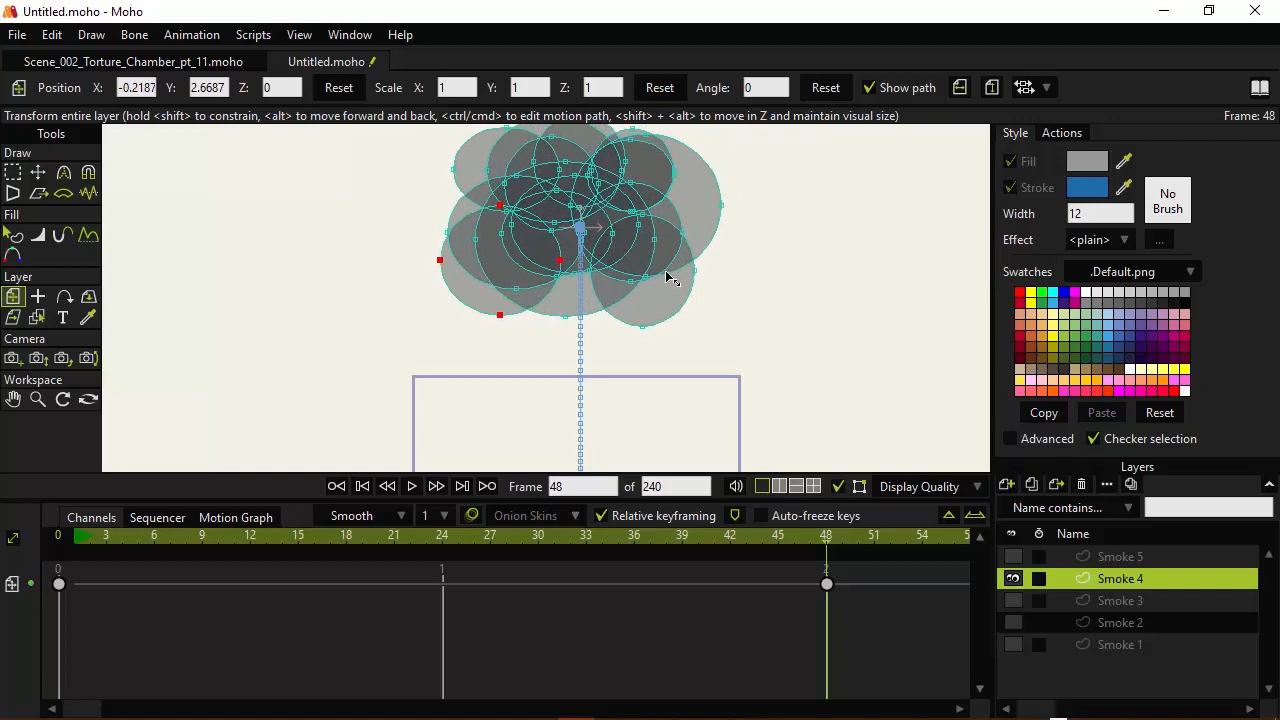 Untitled.moho - Moho
File Edit Draw Bone Animation Scripts View Window Help
Scene_002_Torture_Chamber_pt_11.moho Untitled.moho
Position X: -0.2187 Y: 2.6687 Z: 0 Reset Scale X: 1 Y: 1 Z: 1 Reset Angle: 0 Reset Show path
Transform entire layer (hold <shift> to constrain, <alt> to move forward and back, <ctrl/cmd> to edit motion path, <shift> + <alt> to move in Z and maintain visual size) Frame: 48
Tools
Draw
Fill
Layer
T
Camera
Workspace
Style Actions
Fill
Stroke
No
Brush
Width 12
Effect <plain> ...
Swatches .Default.png
Copy Paste Reset
Advanced Checker selection
Frame 48 of 240 Display Quality
Channels Sequencer Motion Graph Smooth 1 Onion Skins Relative keyframing Auto-freeze keys
0 3 6 9 12 15 18 21 24 27 30 33 36 39 42 45 48 51 54 5
0 1 2
Layers
Name contains...
Name
Smoke 5
Smoke 4
Smoke 3
Smoke 2
Smoke 1